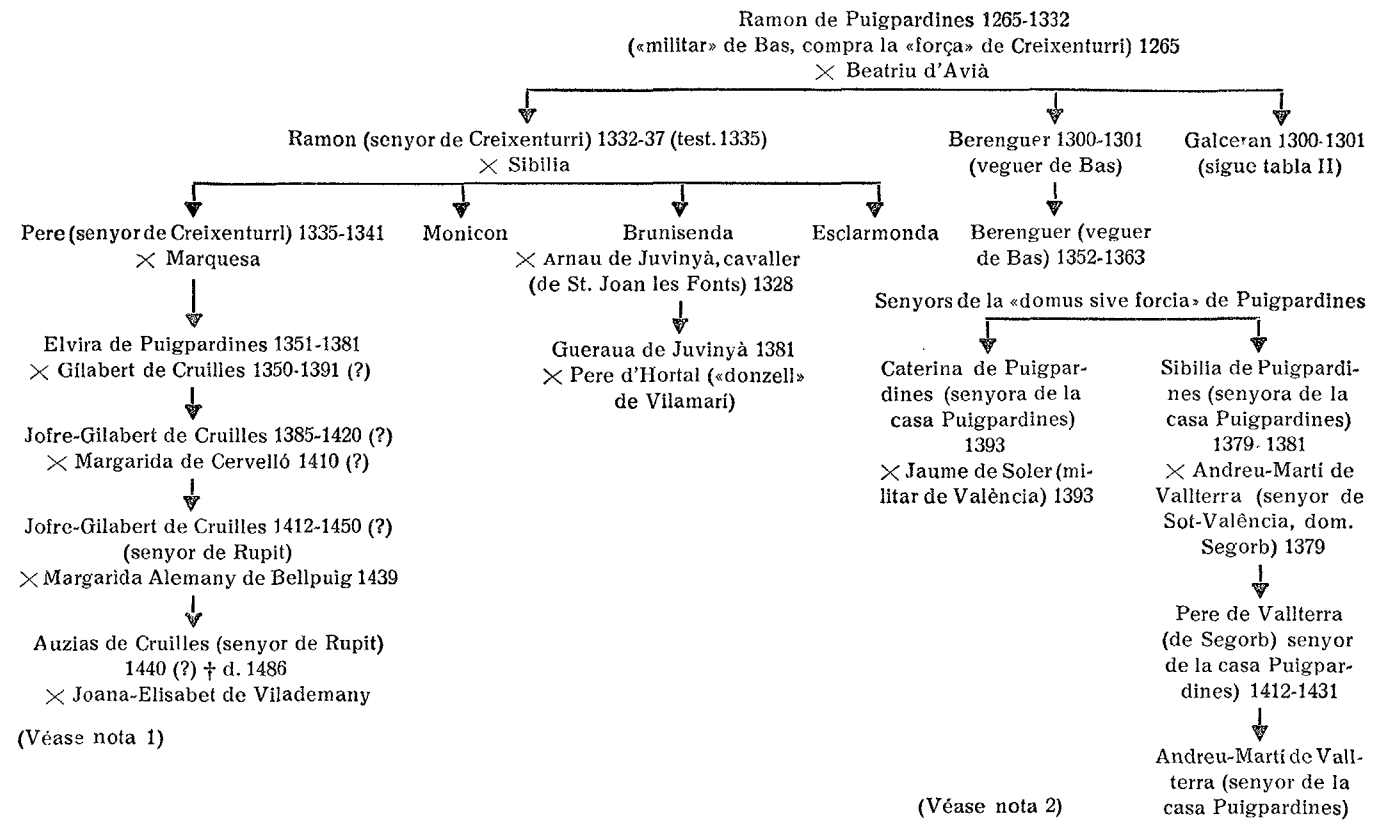 Ramon de Puigpardines 1265-1332
(«militar» de Bas, compra la «força» de Creixenturri) 1265
× Beatriu d'Avià
Ramon (senyor de Creixenturri) 1332-37 (test. 1335)
× Sibilia
Berenguer 1300-1301
(veguer de Bas)
Galceran 1300-1301
(sigue tabla II)
Pere (senyor de Creixenturri) 1335-1341
× Marquesa
Monicon
Brunisenda
× Arnau de Juvinyà, cavaller
(de St. Joan les Fonts) 1328
Esclarmonda
Berenguer (veguer
de Bas) 1352-1363
Elvira de Puigpardines 1351-1381
× Gilabert de Cruilles 1350-1391 (?)
Gueraua de Juvinyà 1381
× Pere d'Hortal («donzell»
de Vilamarí)
Jofre-Gilabert de Cruilles 1385-1420 (?)
× Margarida de Cervelló 1410 (?)
Jofre-Gilabert de Cruilles 1412-1450 (?)
(senyor de Rupit)
× Margarida Alemany de Bellpuig 1439
Auzias de Cruilles (senyor de Rupit)
1440 (?) † d. 1486
× Joana-Elisabet de Vilademany
(Véase nota 1)
Senyors de la «domus sive forcia» de Puigpardines
Caterina de Puigpar-
dines (senyora de la
casa Puigpardines)
1393
× Jaume de Soler (mi-
litar de València) 1393
Sibilia de Puigpardi-
nes (senyora de la
casa Puigpardines)
1379-1381
× Andreu-Martí de
Vallterra (senyor de
Sot-València, dom.
Segorb) 1379
Pere de Vallterra
(de Segorb) senyor
de la casa Puigpar-
dines) 1412-1431
Andreu-Martí de Vall-
terra (senyor de la
casa Puigpardines)
(Véase nota 2)